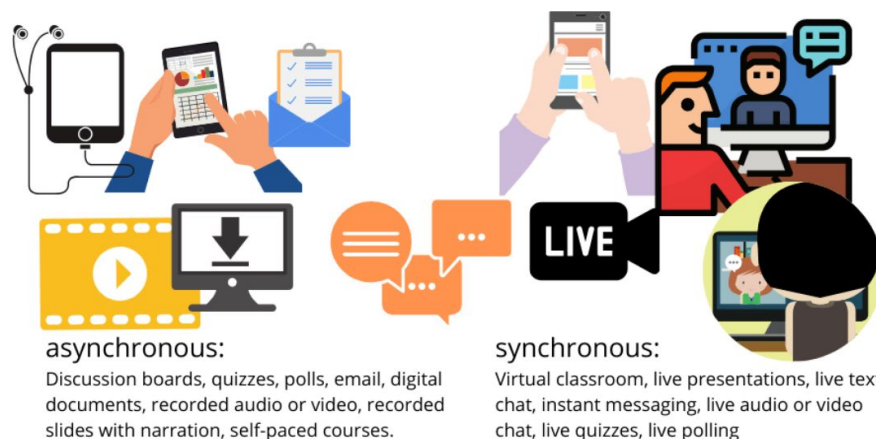 LIVE
asynchronous:
Discussion boards, quizzes, polls, email, digital
documents, recorded audio or video, recorded
slides with narration, self-paced courses.
synchronous:
Virtual classroom, live presentations, live
chat, instant messaging, live audio or video
chat, live quizzes, live polling